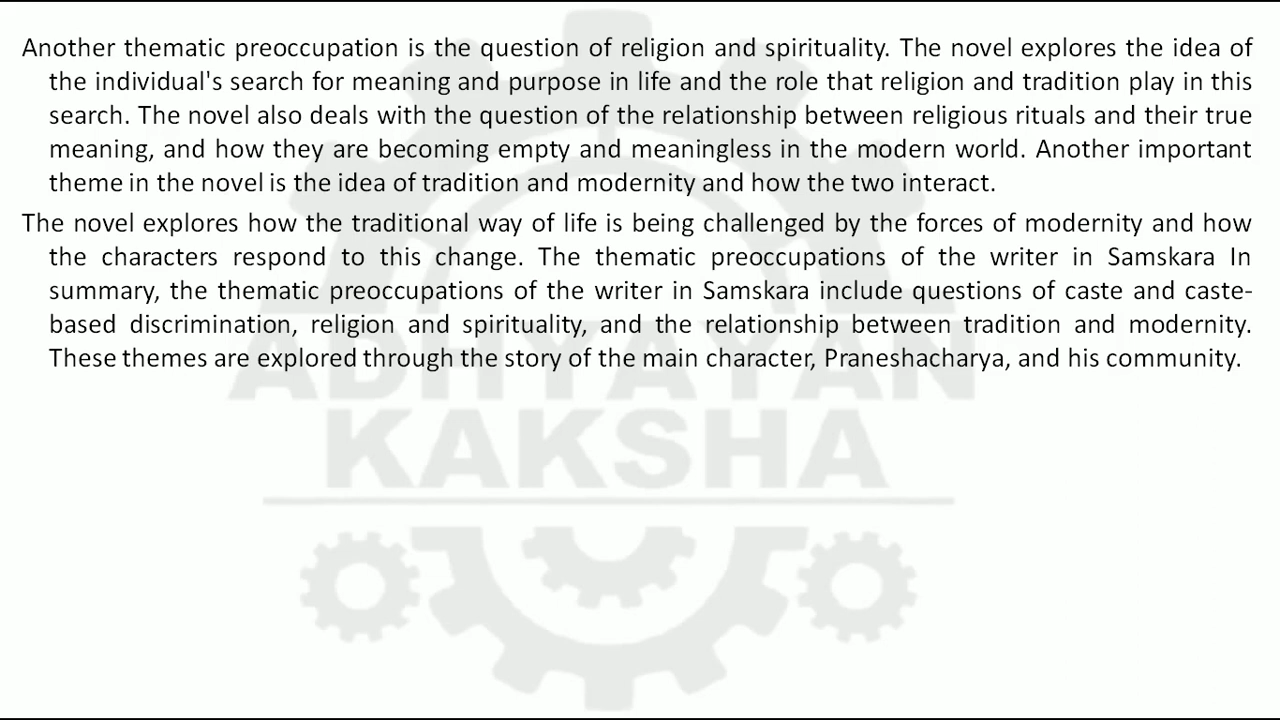 Another thematic preoccupation is the question of religion and spirituality. The novel explores the idea of
the individual's search for meaning and purpose in life and the role that religion and tradition play in this
search. The novel also deals with the question of the relationship between religious rituals and their true
meaning, and how they are becoming empty and meaningless in the modern world. Another important
theme in the novel is the idea of tradition and modernity and how the two interact.
The novel explores how the traditional way of life is being challenged by the forces of modernity and how
the characters respond to this change. The thematic preoccupations of the writer in Samskara In
summary, the thematic preoccupations of the writer in Samskara include questions of caste and caste-
based discrimination, religion and spirituality, and the relationship between tradition and modernity.
These themes are explored through the story of the main character, Praneshacharya, and his community.
ADHYAYAN
KAKSHA